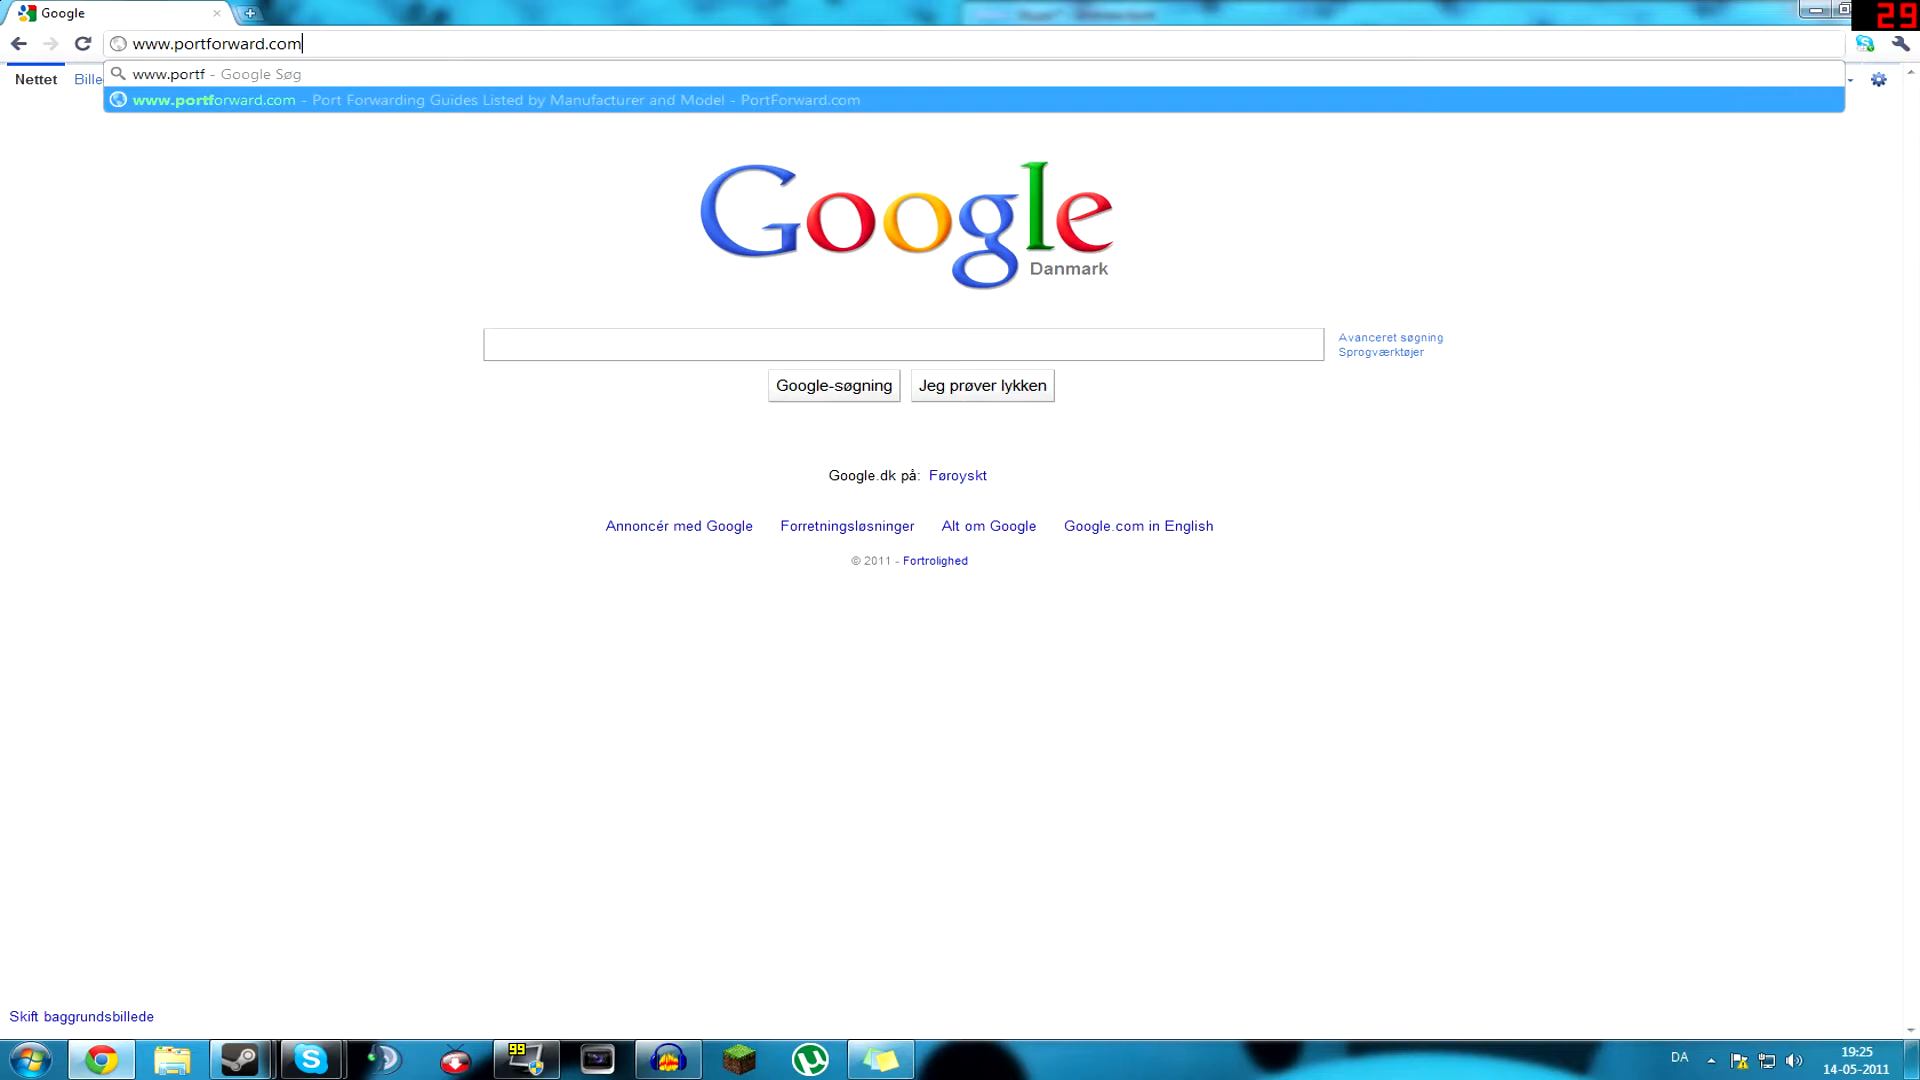 Google
29
www.portforward.com
www.portf - Google Søg
www.portforward.com - Port Forwarding Guides Listed by Manufacturer and Model - PortForward.com
Nettet Bille
Google
Danmark
Avanceret søgning
Sprogværktøjer
Google-søgning Jeg prøver lykken
Google.dk på: Føroyskt
Annoncér med Google Forretningsløsninger Alt om Google Google.com in English
© 2011 - Fortrolighed
Skift baggrundsbillede
99
DA
19:25
14-05-2011